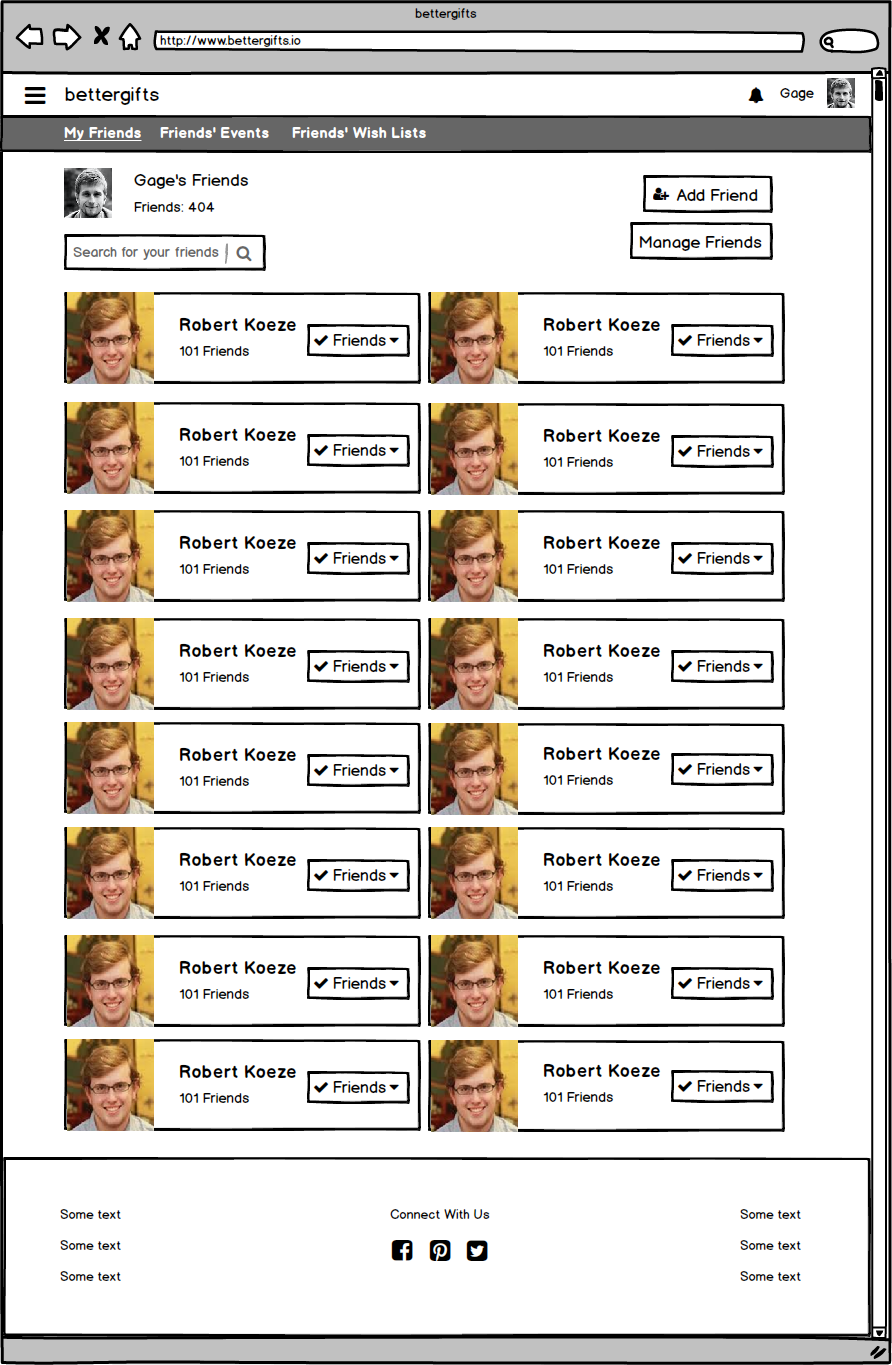 bettergifts
http://www.bettergifts.io
bettergifts
Gage
My Friends Friends' Events Friends' Wish Lists
Gage's Friends
Friends: 404
Add Friend
Search for your friends
Manage Friends
Robert Koeze
101 Friends
Friends
Robert Koeze
101 Friends
Friends
Robert Koeze
101 Friends
Friends
Robert Koeze
101 Friends
Friends
Robert Koeze
101 Friends
Friends
Robert Koeze
101 Friends
Friends
Robert Koeze
101 Friends
Friends
Robert Koeze
101 Friends
Friends
Robert Koeze
101 Friends
Friends
Robert Koeze
101 Friends
Friends
Robert Koeze
101 Friends
Friends
Robert Koeze
101 Friends
Friends
Robert Koeze
101 Friends
Friends
Robert Koeze
101 Friends
Friends
Robert Koeze
101 Friends
Friends
Robert Koeze
101 Friends
Friends
Some text
Some text
Some text
Connect With Us
Some text
Some text
Some text